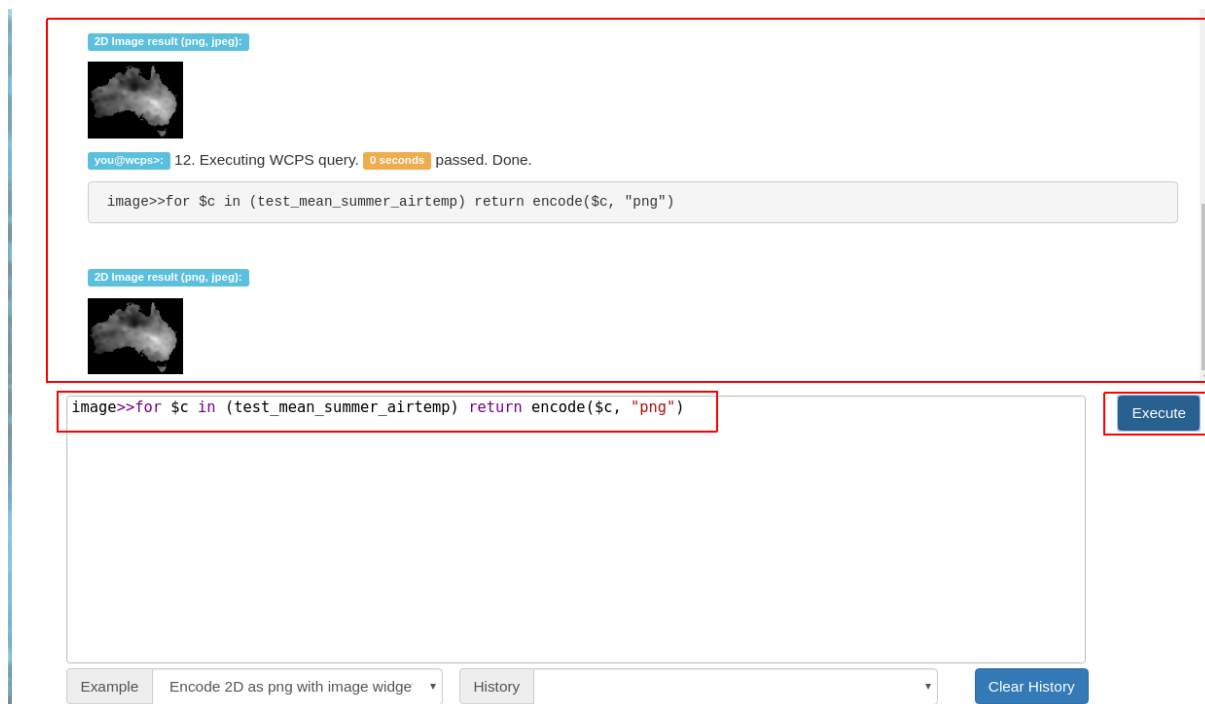 2D Image result (png, jpeg):
you@wcps>: 12. Executing WCPS query. 0 seconds passed. Done.
image>>for $c in (test_mean_summer_airtemp) return encode($c, "png")
2D Image result (png, jpeg):
image>>for $c in (test_mean_summer_airtemp) return encode($c, "png")
Execute
Example Encode 2D as png with image widge History Clear History